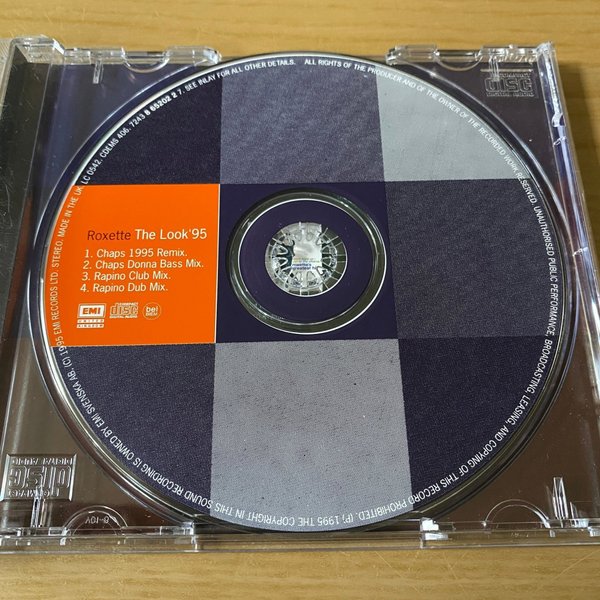 Roxette The Look'95
1. Chaps 1995 Remix.
2. Chaps Donna Bass Mix.
3. Rapino Club Mix.
4. Rapino Dub Mix.
EMI
UNITED
KINGDOM
COMPACT
DISC
DIGITAL AUDIO
(C) 1995 EMI RECORDS LTD. STEREO. MADE IN THE UK. LC 0542. CDEMS 406. 7243 8 65202 2 7. SEE INLAY FOR ALL OTHER DETAILS. ALL RIGHTS OF THE PRODUCER AND OF THE OWNER OF THE RECORDED WORK RESERVED. UNAUTHORISED PUBLIC PERFORMANCE, BROADCASTING, LEASING, AND COPYING OF THIS RECORD PROHIBITED. (P) 1995 THE COPYRIGHT IN THIS SOUND RECORDING IS OWNED BY EMI SVENSKA AB,
COMPACT
DISC
DIGITAL AUDIO
COMPACT
DISC
DIGITAL AUDIO